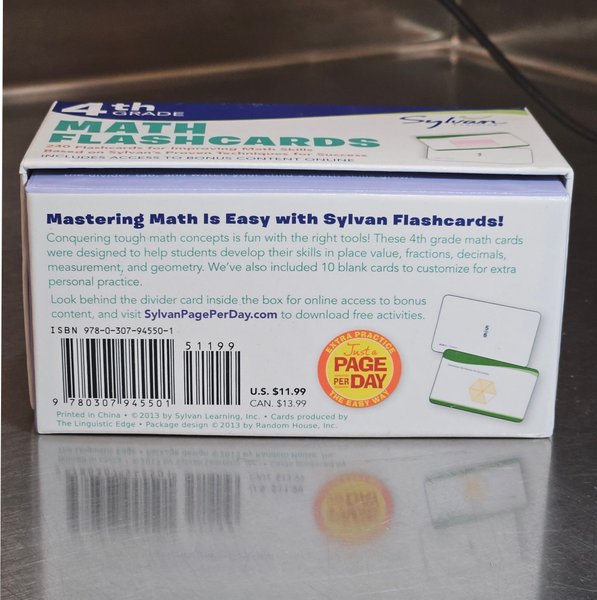 4th
GRADE
MATH
FLASHCARDS
Sylvan
240 Flashcards for Improving Math Skills
Based on Sylvan's Proven Techniques for Success
INCLUDES ACCESS TO BONUS CONTENT ONLINE
Mastering Math Is Easy with Sylvan Flashcards!
Conquering tough math concepts is fun with the right tools! These 4th grade math cards
were designed to help students develop their skills in place value, fractions, decimals,
measurement, and geometry. We've also included 10 blank cards to customize for extra
personal practice.
Look behind the divider card inside the box for online access to bonus
content, and visit SylvanPagePerDay.com to download free activities.
ISBN 978-0-307-94550-1
51199
9 780307 945501
U.S. $11.99
CAN. $13.99
EXTRA PRACTICE
Just a
PAGE
PER DAY
THE EASY WAY
Printed in China • © 2013 by Sylvan Learning, Inc. • Cards produced by
The Linguistic Edge • Package design © 2013 by Random House, Inc.